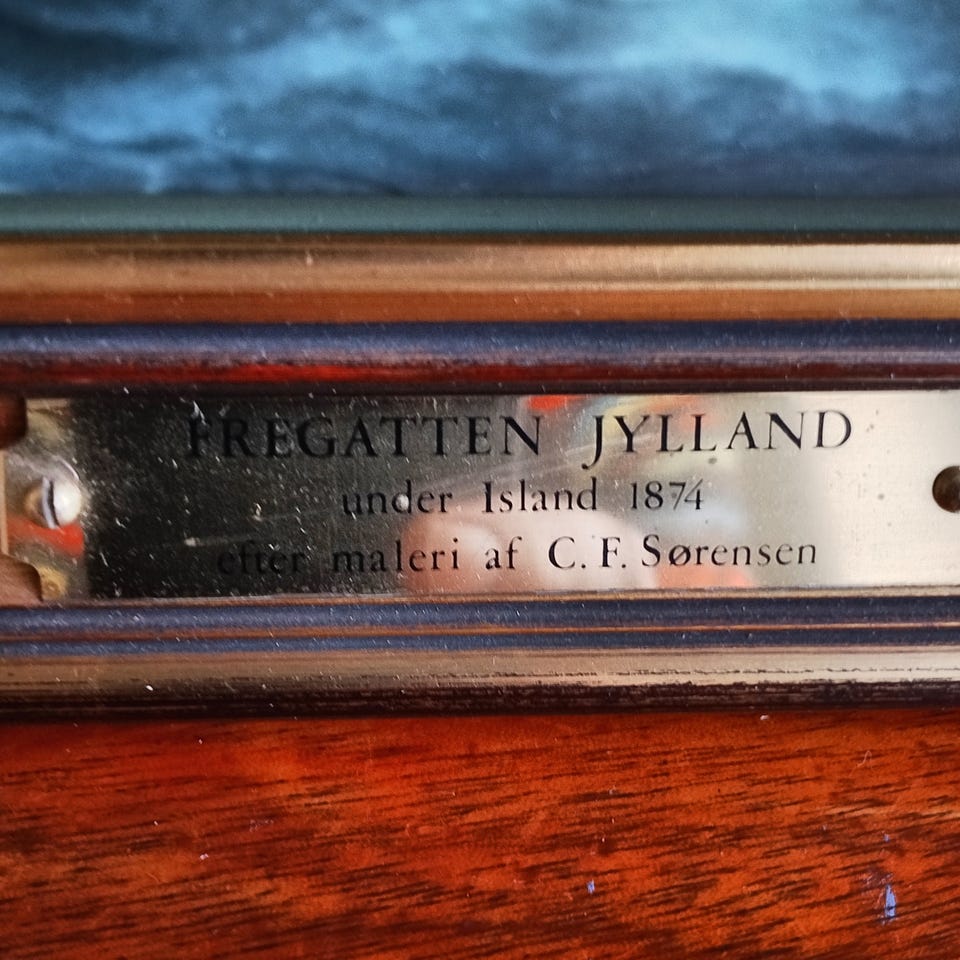 FREGATTEN JYLLAND
under Island 1874
efter maleri af C. F. Sørensen